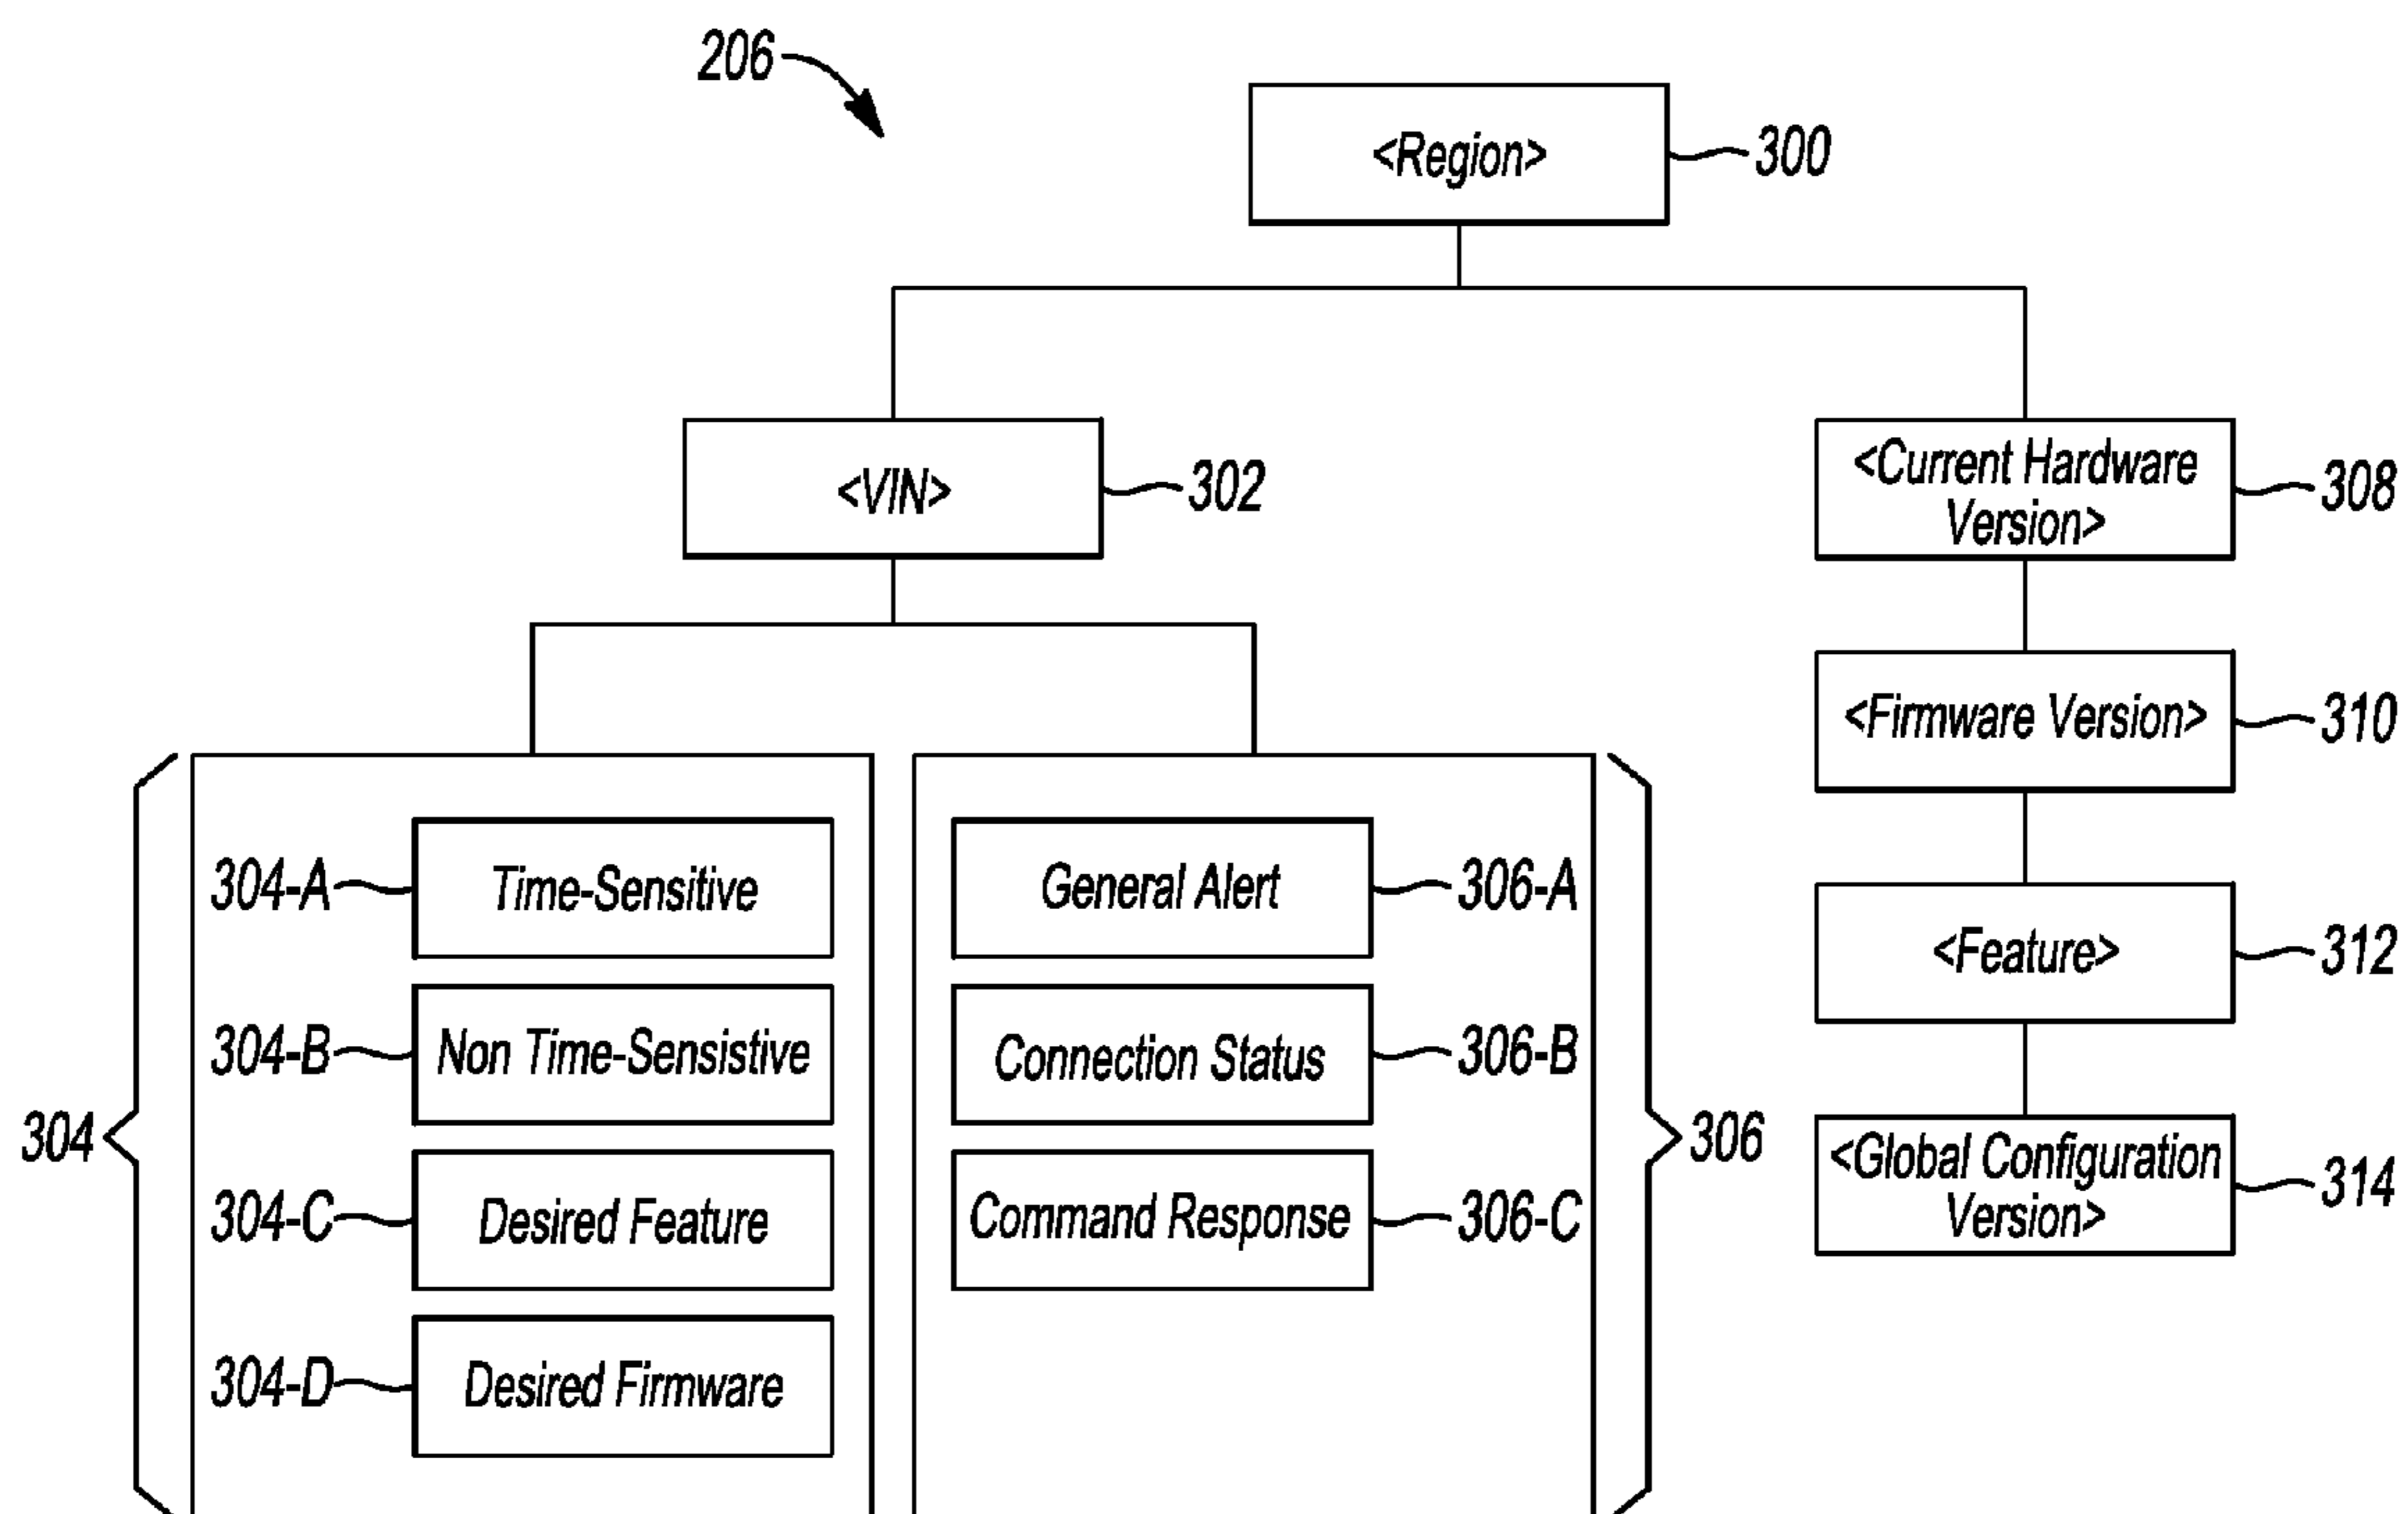 206
<Region>
300
<VIN>
302
<Current Hardware
Version>
308
<Firmware Version>
310
<Feature>
312
<Global Configuration
Version>
314
304
304-A
Time-Sensitive
304-B
Non Time-Sensistive
304-C
Desired Feature
304-D
Desired Firmware
General Alert
306-A
Connection Status
306-B
Command Response
306-C
306